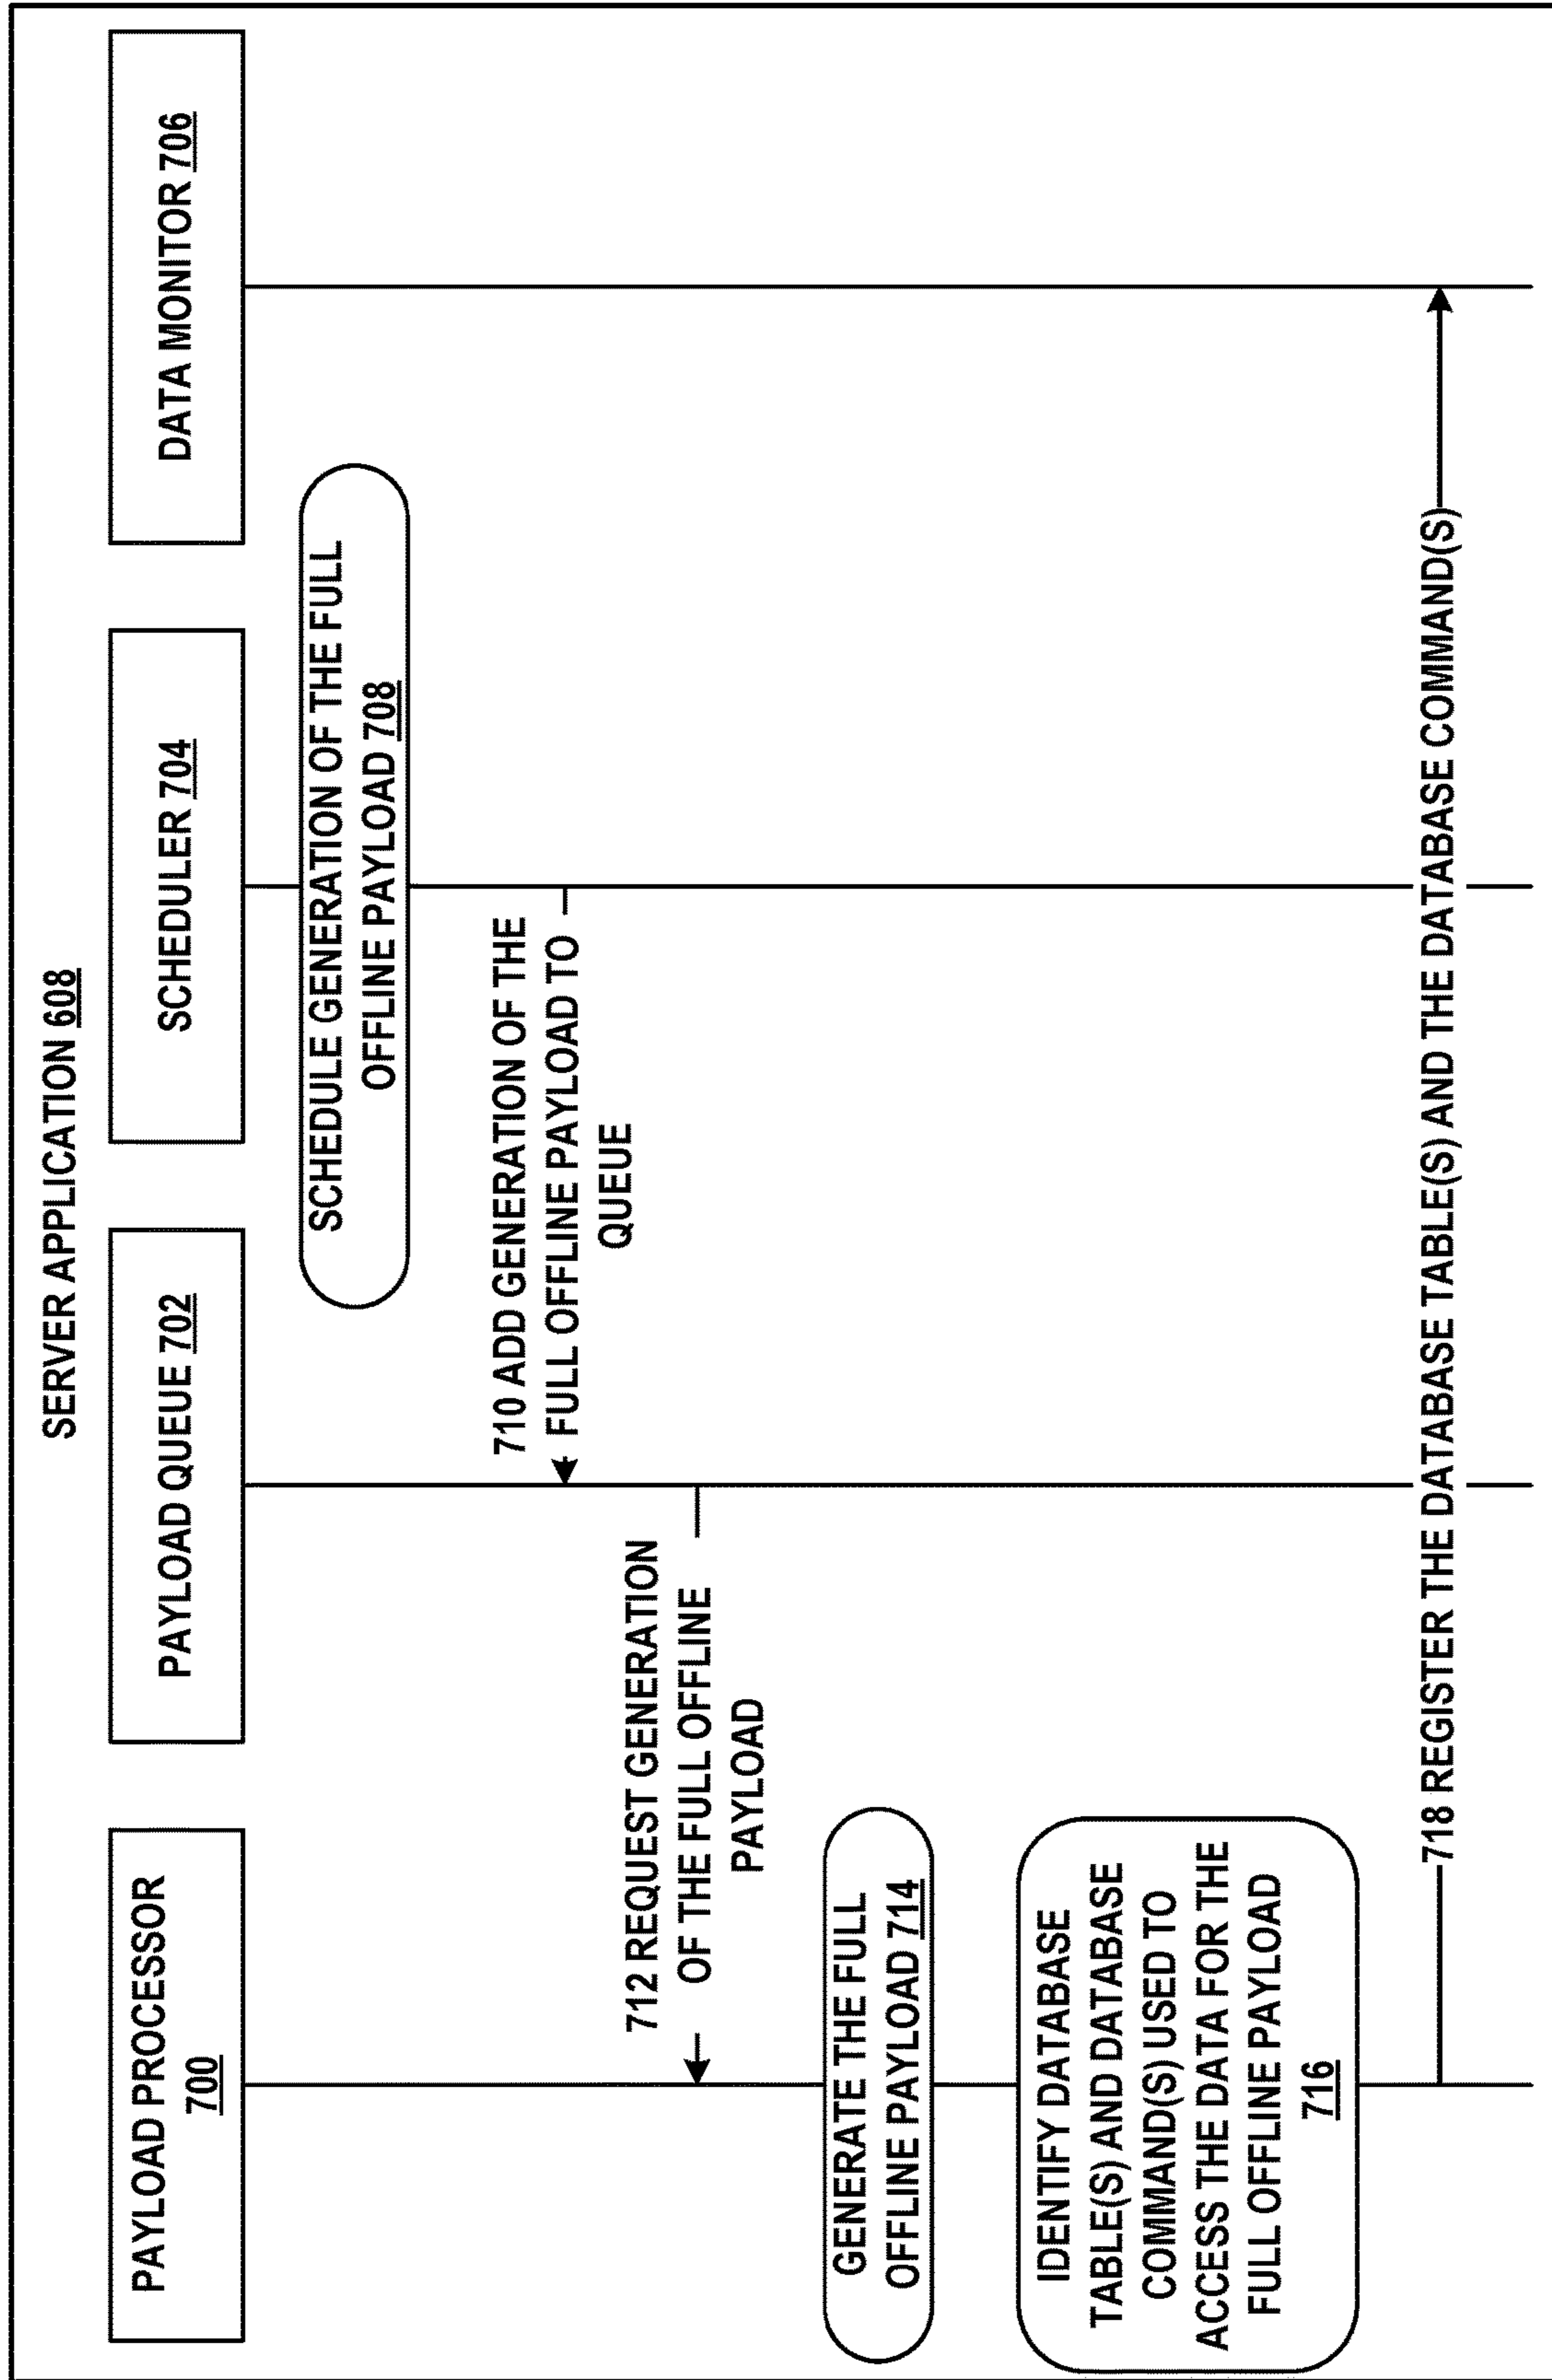 SERVER APPLICATION 608
PAYLOAD PROCESSOR
700
PAYLOAD QUEUE 702
SCHEDULER 704
DATA MONITOR 706
SCHEDULE GENERATION OF THE FULL
OFFLINE PAYLOAD 708
710 ADD GENERATION OF THE
FULL OFFLINE PAYLOAD TO
QUEUE
712 REQUEST GENERATION
OF THE FULL OFFLINE
PAYLOAD
GENERATE THE FULL
OFFLINE PAYLOAD 714
IDENTIFY DATABASE
TABLE(S) AND DATABASE
COMMAND(S) USED TO
ACCESS THE DATA FOR THE
FULL OFFLINE PAYLOAD
716
718 REGISTER THE DATABASE TABLE(S) AND THE DATABASE COMMAND(S)